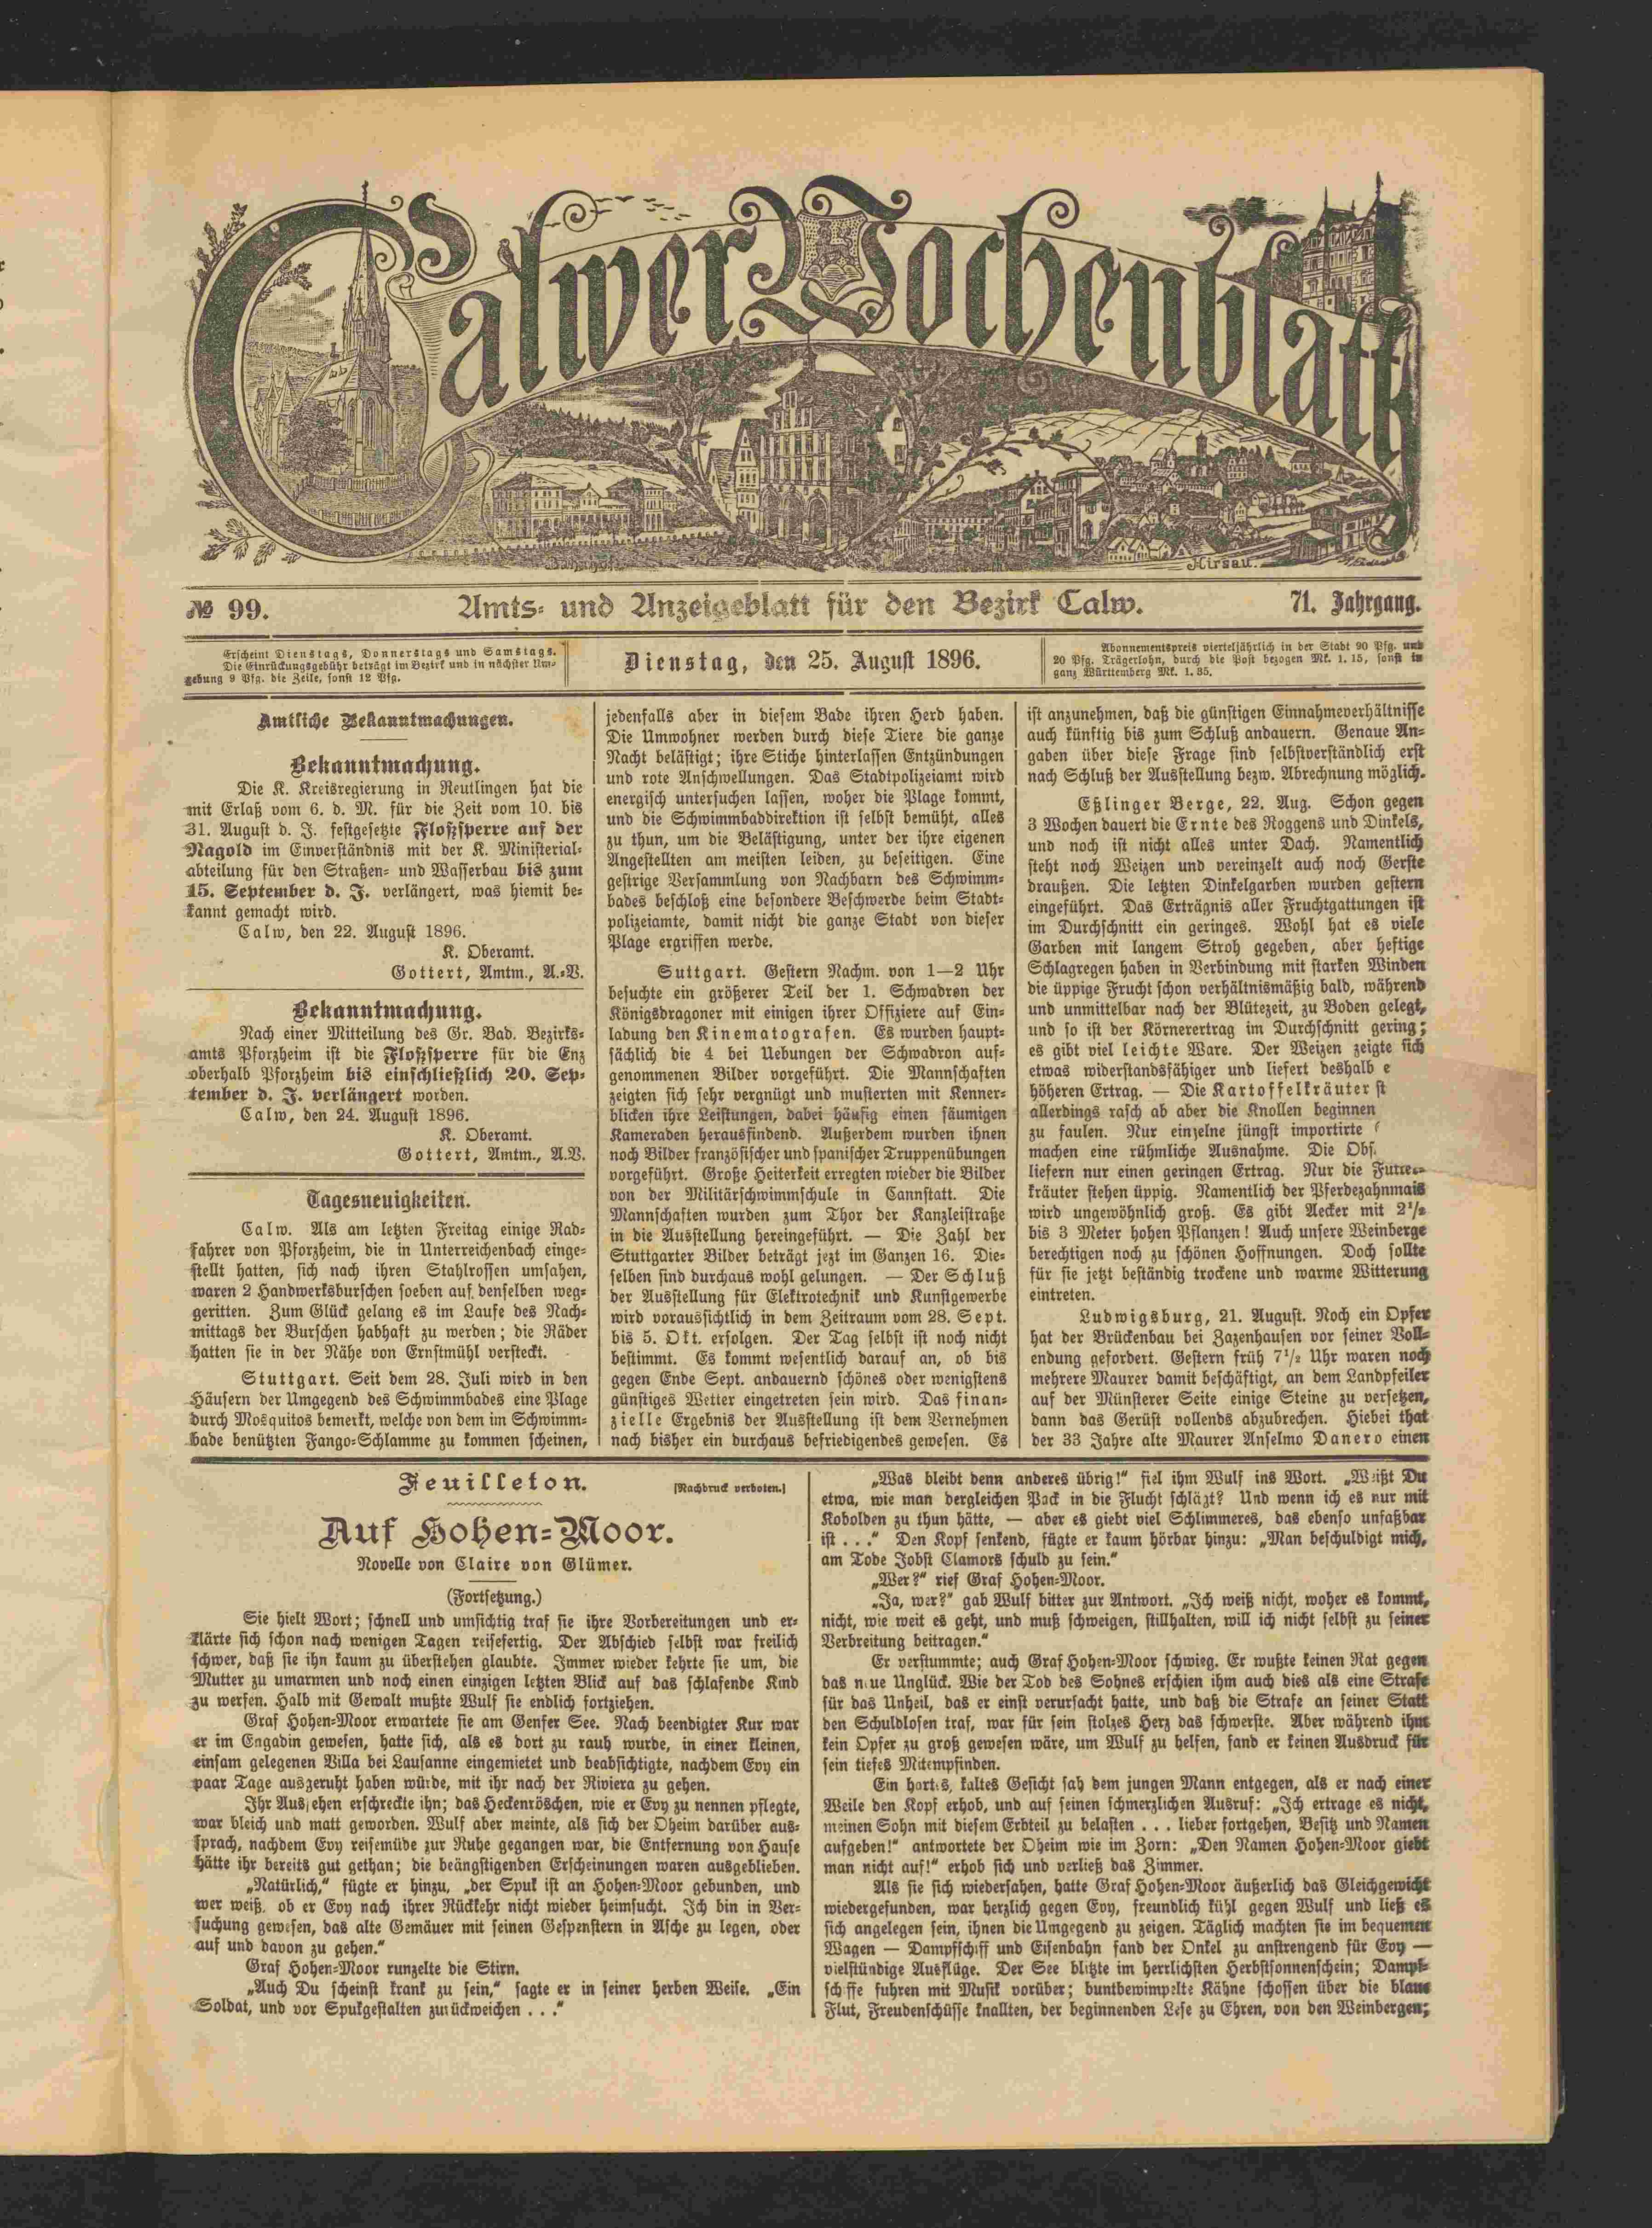 Calwer Wochenblatt
Hirsau.
№ 99.
Amts- und Anzeigeblatt für den Bezirk Calw.
71. Jahrgang.
Erscheint Dienstags, Donnerstags und Samstags.
Die Einrückungsgebühr beträgt im Bezirk und in nächster Um-
gebung 9 Pfg. die Zeile, sonst 12 Pfg.
Dienstag, den 25. August 1896.
Abonnementspreis vierteljährlich in der Stadt 90 Pfg. und
20 Pfg. Trägerlohn, durch die Post bezogen Mk. 1. 15, sonst in
ganz Württemberg Mk. 1. 35.
Amtliche Bekanntmachungen.
Bekanntmachung.
Die K. Kreisregierung in Reutlingen hat die
mit Erlaß vom 6. d. M. für die Zeit vom 10. bis
31. August d. J. festgesetzte Floßsperre auf der
Nagold im Einverständnis mit der K. Ministerial-
abteilung für den Straßen- und Wasserbau bis zum
15. September d. J. verlängert, was hiemit be-
kannt gemacht wird.
Calw, den 22. August 1896.
K. Oberamt.
Gottert, Amtm., A.-V.
Bekanntmachung.
Nach einer Mitteilung des Gr. Bad. Bezirks-
amts Pforzheim ist die Floßsperre für die Enz
oberhalb Pforzheim bis einschließlich 20. Sep-
tember d. J. verlängert worden.
Calw, den 24. August 1896.
K. Oberamt.
Gottert, Amtm., A.V.
Tagesneuigkeiten.
Calw. Als am letzten Freitag einige Rad-
fahrer von Pforzheim, die in Unterreichenbach einge-
stellt hatten, sich nach ihren Stahlrossen umsahen,
waren 2 Handwerksburschen soeben auf denselben weg-
geritten. Zum Glück gelang es im Laufe des Nach-
mittags der Burschen habhaft zu werden; die Räder
hatten sie in der Nähe von Ernstmühl versteckt.
Stuttgart. Seit dem 28. Juli wird in den
Häusern der Umgegend des Schwimmbades eine Plage
durch Mosquitos bemerkt, welche von dem im Schwimm-
bade benützten Fango-Schlamme zu kommen scheinen,
jedenfalls aber in diesem Bade ihren Herd haben.
Die Umwohner werden durch diese Tiere die ganze
Nacht belästigt; ihre Stiche hinterlassen Entzündungen
und rote Anschwellungen. Das Stadtpolizeiamt wird
energisch untersuchen lassen, woher die Plage kommt,
und die Schwimmbaddirektion ist selbst bemüht, alles
zu thun, um die Belästigung, unter der ihre eigenen
Angestellten am meisten leiden, zu beseitigen. Eine
gestrige Versammlung von Nachbarn des Schwimm-
bades beschloß eine besondere Beschwerde beim Stadt-
polizeiamte, damit nicht die ganze Stadt von dieser
Plage ergriffen werde.
Suttgart. Gestern Nachm. von 1—2 Uhr
besuchte ein größerer Teil der 1. Schwadron der
Königsdragoner mit einigen ihrer Offiziere auf Ein-
ladung den Kinematografen. Es wurden haupt-
sächlich die 4 bei Uebungen der Schwadron auf-
genommenen Bilder vorgeführt. Die Mannschaften
zeigten sich sehr vergnügt und musterten mit Kenner-
blicken ihre Leistungen, dabei häufig einen säumigen
Kameraden herausfindend. Außerdem wurden ihnen
noch Bilder französischer und spanischer Truppenübungen
vorgeführt. Große Heiterkeit erregten wieder die Bilder
von der Militärschwimmschule in Cannstatt. Die
Mannschaften wurden zum Thor der Kanzleistraße
in die Ausstellung hereingeführt. — Die Zahl der
Stuttgarter Bilder beträgt jezt im Ganzen 16. Die-
selben sind durchaus wohl gelungen. — Der Schluß
der Ausstellung für Elektrotechnik und Kunstgewerbe
wird voraussichtlich in dem Zeitraum vom 28. Sept.
bis 5. Okt. erfolgen. Der Tag selbst ist noch nicht
bestimmt. Es kommt wesentlich darauf an, ob bis
gegen Ende Sept. andauernd schönes oder wenigstens
günstiges Wetter eingetreten sein wird. Das finan-
zielle Ergebnis der Ausstellung ist dem Vernehmen
nach bisher ein durchaus befriedigendes gewesen. Es
ist anzunehmen, daß die günstigen Einnahmeverhältnisse
auch künftig bis zum Schluß andauern. Genaue An-
gaben über diese Frage sind selbstverständlich erst
nach Schluß der Ausstellung bezw. Abrechnung möglich.
Eßlinger Berge, 22. Aug. Schon gegen
3 Wochen dauert die Ernte des Roggens und Dinkels,
und noch ist nicht alles unter Dach. Namentlich
steht noch Weizen und vereinzelt auch noch Gerste
draußen. Die letzten Dinkelgarben wurden gestern
eingeführt. Das Erträgnis aller Fruchtgattungen ist
im Durchschnitt ein geringes. Wohl hat es viele
Garben mit langem Stroh gegeben, aber heftige
Schlagregen haben in Verbindung mit starken Winden
die üppige Frucht schon verhältnismäßig bald, während
und unmittelbar nach der Blütezeit, zu Boden gelegt,
und so ist der Körnerertrag im Durchschnitt gering;
es gibt viel leichte Ware. Der Weizen zeigte sich
etwas widerstandsfähiger und liefert deshalb e
höheren Ertrag. — Die Kartoffelkräuter st
allerdings rasch ab aber die Knollen beginnen
zu faulen. Nur einzelne jüngst importirte
machen eine rühmliche Ausnahme. Die Obs
liefern nur einen geringen Ertrag. Nur die Futter-
kräuter stehen üppig. Namentlich der Pferdezahnmais
wird ungewöhnlich groß. Es gibt Aecker mit 2½
bis 3 Meter hohen Pflanzen! Auch unsere Weinberge
berechtigen noch zu schönen Hoffnungen. Doch sollte
für sie jetzt beständig trockene und warme Witterung
eintreten.
Ludwigsburg, 21. August. Noch ein Opfer
hat der Brückenbau bei Zazenhausen vor seiner Voll-
endung gefordert. Gestern früh 7½ Uhr waren noch
mehrere Maurer damit beschäftigt, an dem Landpfeiler
auf der Münsterer Seite einige Steine zu versetzen,
dann das Gerüst vollends abzubrechen. Hiebei that
der 33 Jahre alte Maurer Anselmo Danero einen
Feuilleton.
[Nachdruck verboten.]
Auf Hohen-Moor.
Novelle von Claire von Glümer.
(Fortsetzung.)
Sie hielt Wort; schnell und umsichtig traf sie ihre Vorbereitungen und er-
klärte sich schon nach wenigen Tagen reisefertig. Der Abschied selbst war freilich
schwer, daß sie ihn kaum zu überstehen glaubte. Immer wieder kehrte sie um, die
Mutter zu umarmen und noch einen einzigen letzten Blick auf das schlafende Kind
zu werfen. Halb mit Gewalt mußte Wulf sie endlich fortziehen.
Graf Hohen-Moor erwartete sie am Genfer See. Nach beendigter Kur war
er im Engadin gewesen, hatte sich, als es dort zu rauh wurde, in einer kleinen,
einsam gelegenen Villa bei Lausanne eingemietet und beabsichtigte, nachdem Evy ein
paar Tage ausgeruht haben würde, mit ihr nach der Riviera zu gehen.
Ihr Aussehen erschreckte ihn; das Heckenröschen, wie er Evy zu nennen pflegte,
war bleich und matt geworden. Wulf aber meinte, als sich der Oheim darüber aus-
sprach, nachdem Evy reisemüde zur Ruhe gegangen war, die Entfernung von Hause
hätte ihr bereits gut gethan; die beängstigenden Erscheinungen waren ausgeblieben.
„Natürlich,“ fügte er hinzu, „der Spuk ist an Hohen-Moor gebunden, und
wer weiß, ob er Evy nach ihrer Rückkehr nicht wieder heimsucht. Ich bin in Ver-
suchung gewesen, das alte Gemäuer mit seinen Gespenstern in Asche zu legen, oder
auf und davon zu gehen.“
Graf Hohen-Moor runzelte die Stirn.
„Auch Du scheinst krank zu sein,“ sagte er in seiner herben Weise. „Ein
Soldat, und vor Spukgestalten zurückweichen . . .“
„Was bleibt denn anderes übrig!“ fiel ihm Wulf ins Wort. „Weißt Du
etwa, wie man dergleichen Pack in die Flucht schlägt? Und wenn ich es nur mit
Kobolden zu thun hätte, — aber es giebt viel Schlimmeres, das ebenso unfaßbar
ist . . .“ Den Kopf senkend, fügte er kaum hörbar hinzu: „Man beschuldigt mich,
am Tode Jobst Clamors schuld zu sein.“
„Wer?“ rief Graf Hohen-Moor.
„Ja, wer?“ gab Wulf bitter zur Antwort. „Ich weiß nicht, woher es kommt,
nicht, wie weit es geht, und muß schweigen, stillhalten, will ich nicht selbst zu seiner
Verbreitung beitragen.“
Er verstummte; auch Graf Hohen-Moor schwieg. Er wußte keinen Rat gegen
das neue Unglück. Wie der Tod des Sohnes erschien ihm auch dies als eine Strafe
für das Unheil, das er einst verursacht hatte, und daß die Strafe an seiner Statt
den Schuldlosen traf, war für sein stolzes Herz das schwerste. Aber während ihm
kein Opfer zu groß gewesen wäre, um Wulf zu helfen, fand er keinen Ausdruck für
sein tiefes Mitempfinden.
Ein hartes, kaltes Gesicht sah dem jungen Mann entgegen, als er nach einer
Weile den Kopf erhob, und auf seinen schmerzlichen Ausruf: „Ich ertrage es nicht,
meinen Sohn mit diesem Erbteil zu belasten . . . lieber fortgehen, Besitz und Namen
aufgeben!“ antwortete der Oheim wie im Zorn: „Den Namen Hohen-Moor giebt
man nicht auf!“ erhob sich und verließ das Zimmer.
Als sie sich wiedersahen, hatte Graf Hohen-Moor äußerlich das Gleichgewicht
wiedergefunden, war herzlich gegen Evy, freundlich kühl gegen Wulf und ließ es
sich angelegen sein, ihnen die Umgegend zu zeigen. Täglich machten sie im bequemen
Wagen — Dampfschiff und Eisenbahn fand der Onkel zu anstrengend für Evy —
vielstündige Ausflüge. Der See blitzte im herrlichsten Herbstsonnenschein; Dampf-
schiffe fuhren mit Musik vorüber; buntbewimpelte Kähne schossen über die blaue
Flut, Freudenschüsse knallten, der beginnenden Lese zu Ehren, von den Weinbergen;